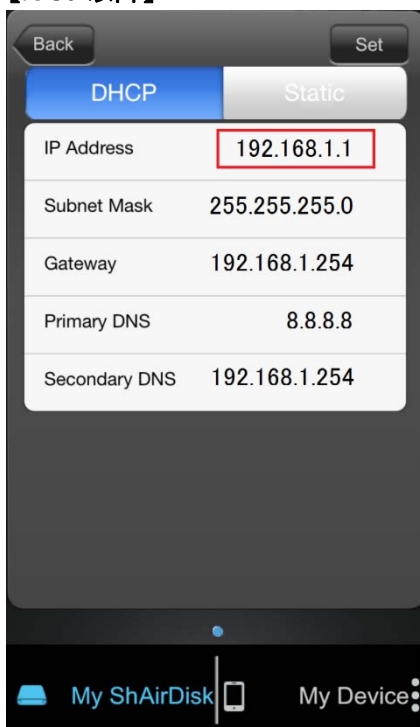 Back Set
DHCP Static
IP Address 192.168.1.1
Subnet Mask 255.255.255.0
Gateway 192.168.1.254
Primary DNS 8.8.8.8
Secondary DNS 192.168.1.254
My ShAirDisk My Device